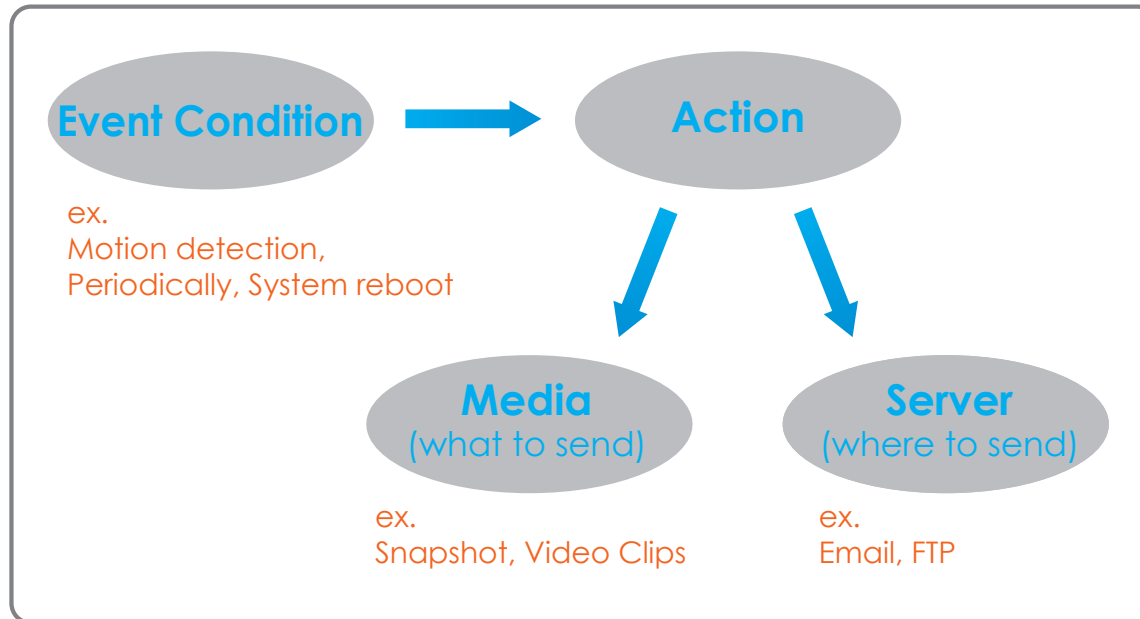 Event Condition
Action
ex.
Motion detection,
Periodically, System reboot
Media
(what to send)
Server
(where to send)
ex.
Snapshot, Video Clips
ex.
Email, FTP